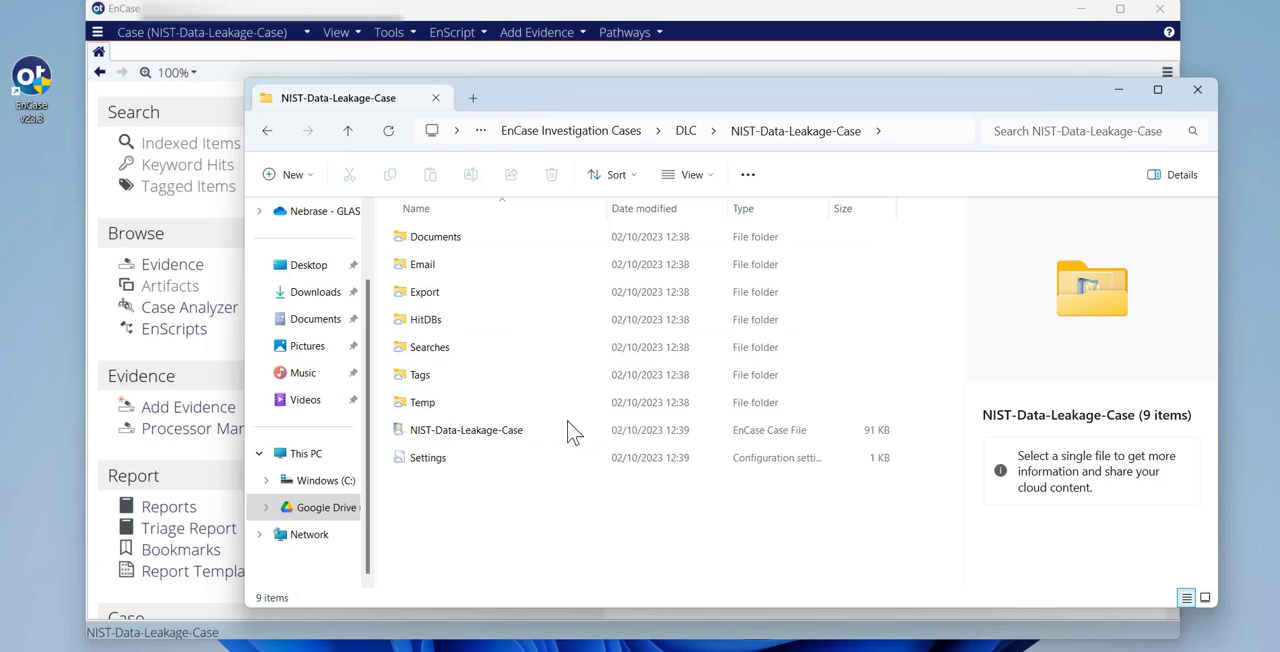 EnCase
Case (NIST-Data-Leakage-Case) View Tools EnScript Add Evidence Pathways
100%
EnCase
v23.3
Search
Indexed Items
Keyword Hits
Tagged Items
Browse
Evidence
Artifacts
Case Analyzer
EnScripts
Evidence
Add Evidence
Processor Mar
Report
Reports
Triage Report
Bookmarks
Report Templa
Case
NIST-Data-Leakage-Case
NIST-Data-Leakage-Case
EnCase Investigation Cases DLC NIST-Data-Leakage-Case
Search NIST-Data-Leakage-Case
New Sort View Details
Nebrase - GLAS
Desktop
Downloads
Documents
Pictures
Music
Videos
This PC
Windows (C:)
Google Drive
Network
Name Date modified Type Size
Documents 02/10/2023 12:38 File folder
Email 02/10/2023 12:38 File folder
Export 02/10/2023 12:38 File folder
HitDBs 02/10/2023 12:38 File folder
Searches 02/10/2023 12:38 File folder
Tags 02/10/2023 12:38 File folder
Temp 02/10/2023 12:38 File folder
NIST-Data-Leakage-Case 02/10/2023 12:39 EnCase Case File 91 KB
Settings 02/10/2023 12:39 Configuration setti... 1 KB
NIST-Data-Leakage-Case (9 items)
Select a single file to get more
information and share your
cloud content.
9 items